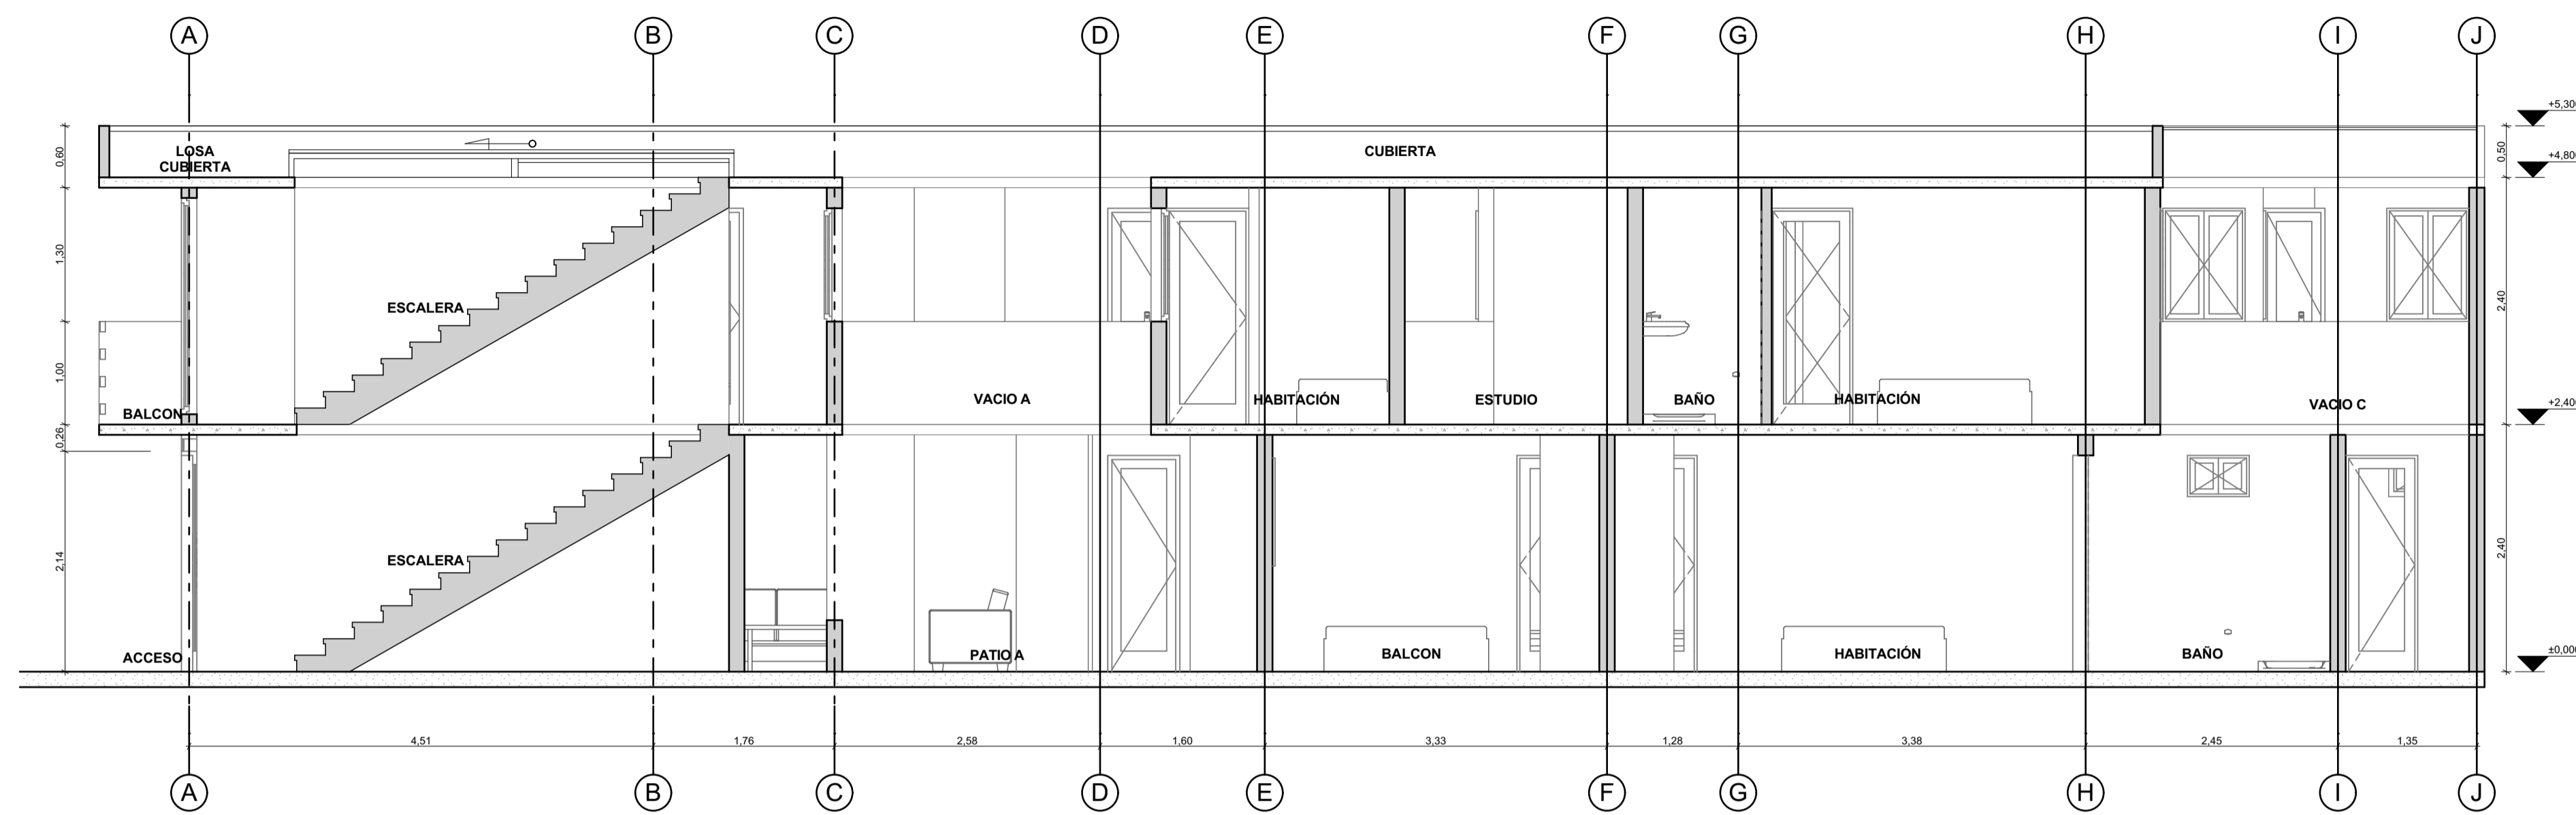 A B C D E F G H I J
+5,300
LOSA
CUBIERTA
CUBIERTA
0,60
0,50
+4,800
1,30
ESCALERA
2,40
1,00
BALCON
VACIO A
HABITACIÓN
ESTUDIO
BAÑO
HABITACIÓN
VACIO C
+2,400
0,26
ESCALERA
2,14
2,40
ACCESO
PATIO A
BALCON
HABITACIÓN
BAÑO
±0,000
4,51 1,76 2,58 1,60 3,33 1,28 3,38 2,45 1,35
A B C D E F G H I J